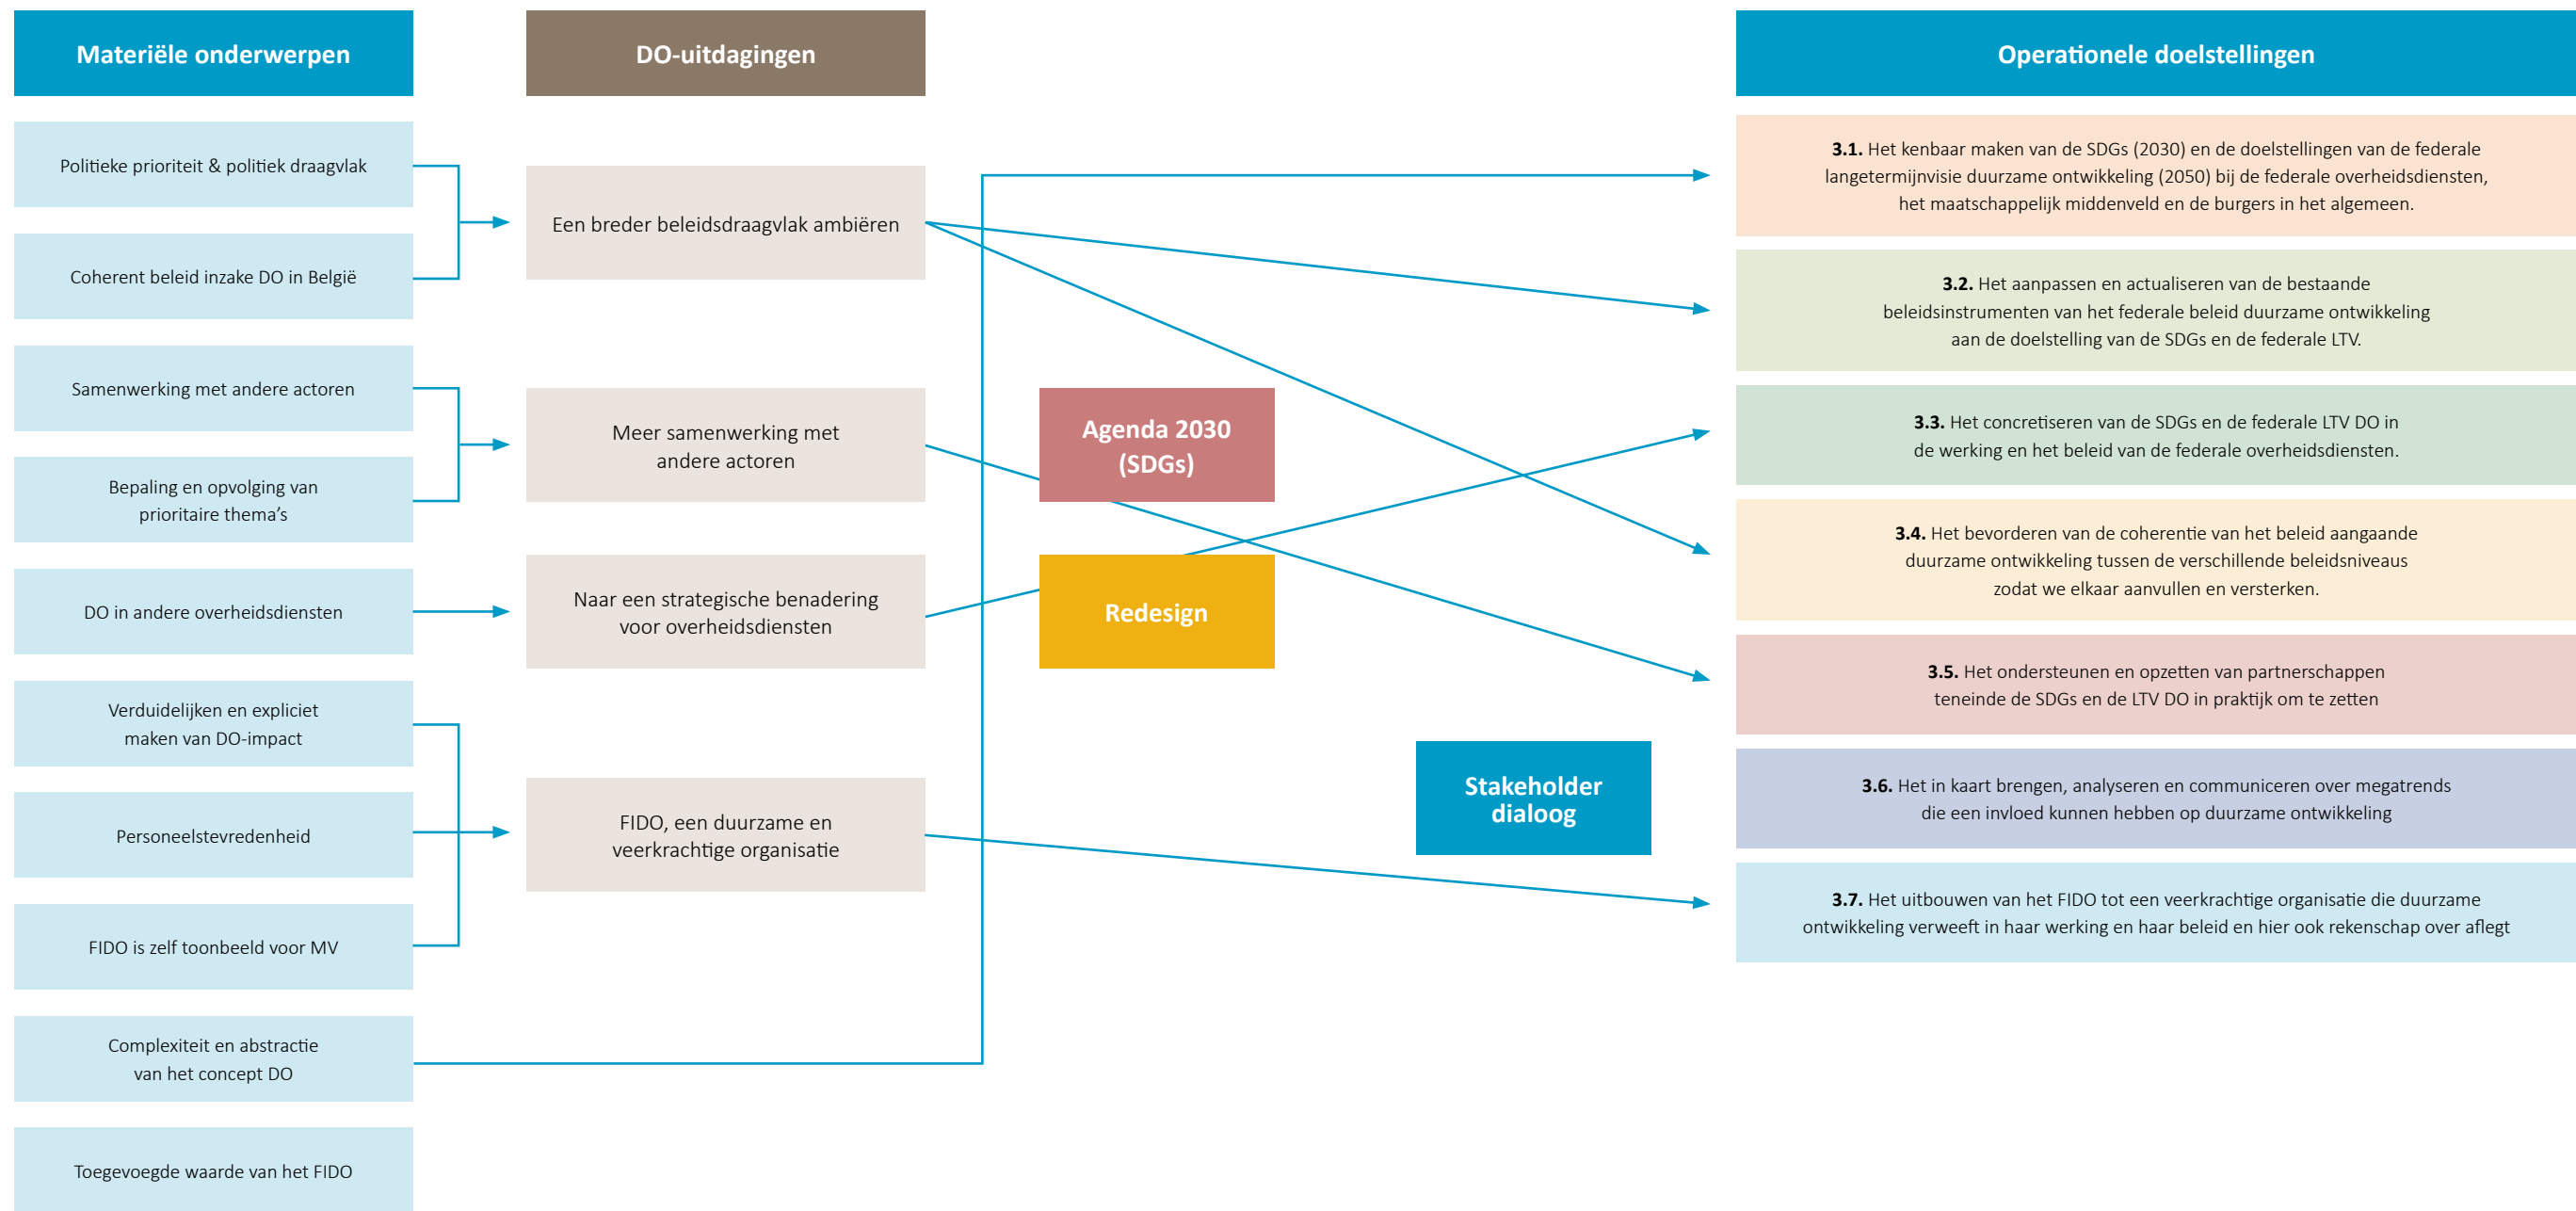 Materiële onderwerpen
Politieke prioriteit & politiek draagvlak
Coherent beleid inzake DO in België
Samenwerking met andere actoren
Bepaling en opvolging van
prioritaire thema’s
DO in andere overheidsdiensten
Verduidelijken en expliciet
maken van DO-impact
Personeelstevredenheid
FIDO is zelf toonbeeld voor MV
Complexiteit en abstractie
van het concept DO
Toegevoegde waarde van het FIDO
DO-uitdagingen
Een breder beleidsdraagvlak ambiëren
Meer samenwerking met
andere actoren
Naar een strategische benadering
voor overheidsdiensten
FIDO, een duurzame en
veerkrachtige organisatie
Agenda 2030
(SDGs)
Redesign
Stakeholder
dialoog
Operationele doelstellingen
3.1. Het kenbaar maken van de SDGs (2030) en de doelstellingen van de federale
langetermijnvisie duurzame ontwikkeling (2050) bij de federale overheidsdiensten,
het maatschappelijk middenveld en de burgers in het algemeen.
3.2. Het aanpassen en actualiseren van de bestaande
beleidsinstrumenten van het federale beleid duurzame ontwikkeling
aan de doelstelling van de SDGs en de federale LTV.
3.3. Het concretiseren van de SDGs en de federale LTV DO in
de werking en het beleid van de federale overheidsdiensten.
3.4. Het bevorderen van de coherentie van het beleid aangaande
duurzame ontwikkeling tussen de verschillende beleidsniveaus
zodat we elkaar aanvullen en versterken.
3.5. Het ondersteunen en opzetten van partnerschappen
teneinde de SDGs en de LTV DO in praktijk om te zetten
3.6. Het in kaart brengen, analyseren en communiceren over megatrends
die een invloed kunnen hebben op duurzame ontwikkeling
3.7. Het uitbouwen van het FIDO tot een veerkrachtige organisatie die duurzame
ontwikkeling verweeft in haar werking en haar beleid en hier ook rekenschap over aflegt